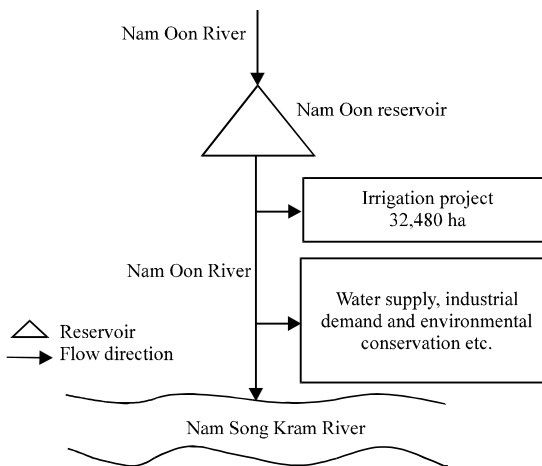 Nam Oon River
Nam Oon reservoir
Irrigation project
32,480 ha
Nam Oon River
Water supply, industrial
demand and environmental
conservation etc.
Reservoir
Flow direction
Nam Song Kram River